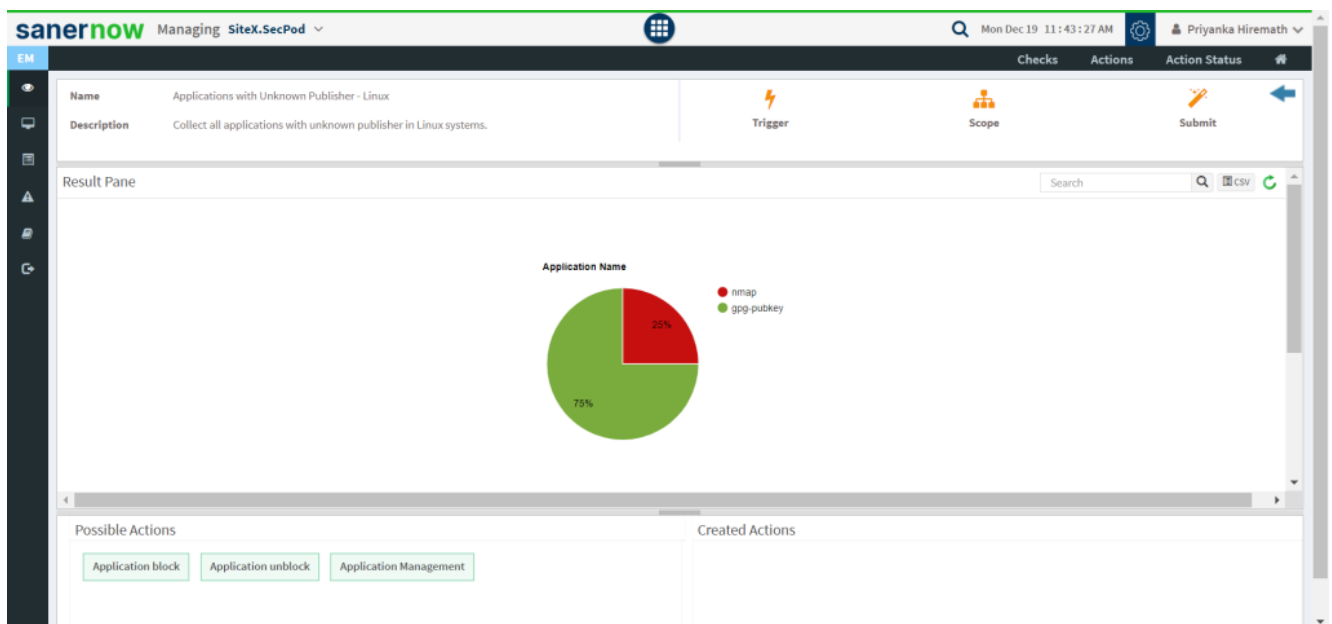 sanernow Managing SiteX.SecPod Mon Dec 19 11:43:27 AM Priyanka Hiremath
EM Checks Actions Action Status
Name Applications with Unknown Publisher - Linux
Description Collect all applications with unknown publisher in Linux systems.
Trigger Scope Submit
Result Pane Search CSV
Application Name
nmap
gpg-pubkey
25%
75%
Possible Actions Created Actions
Application block Application unblock Application Management